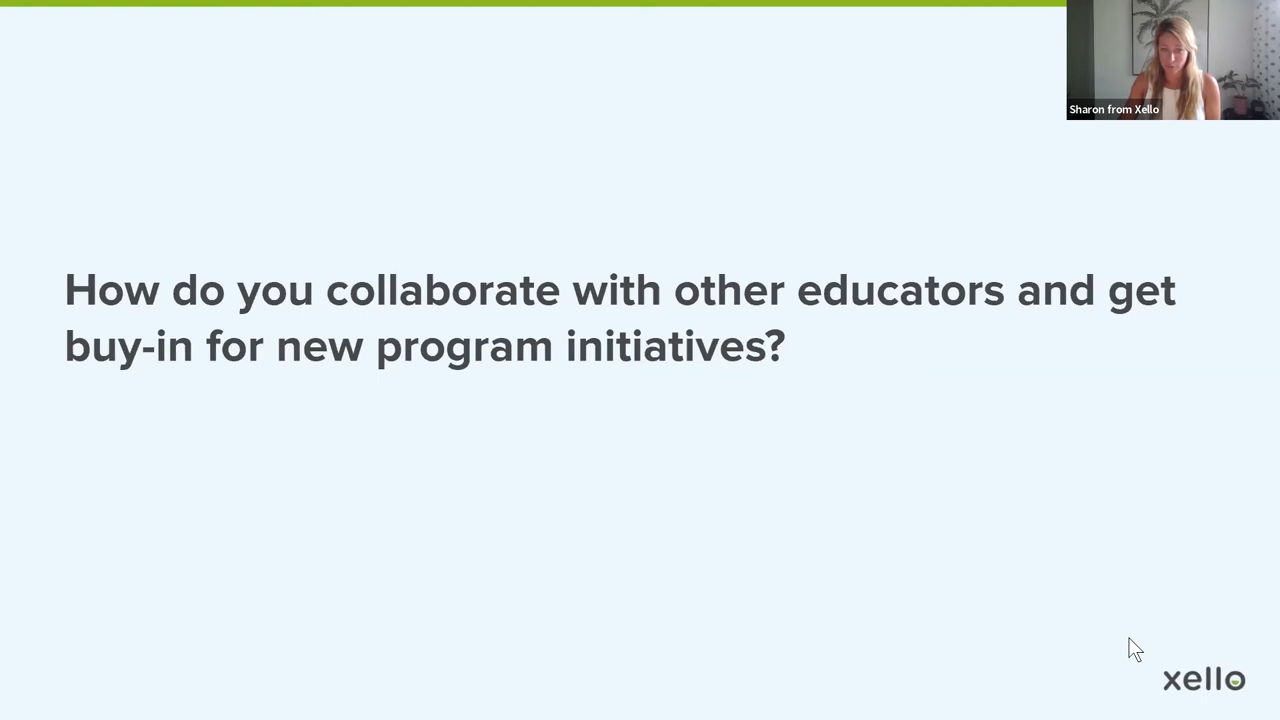 Sharon from Xello
How do you collaborate with other educators and get
buy-in for new program initiatives?
xello